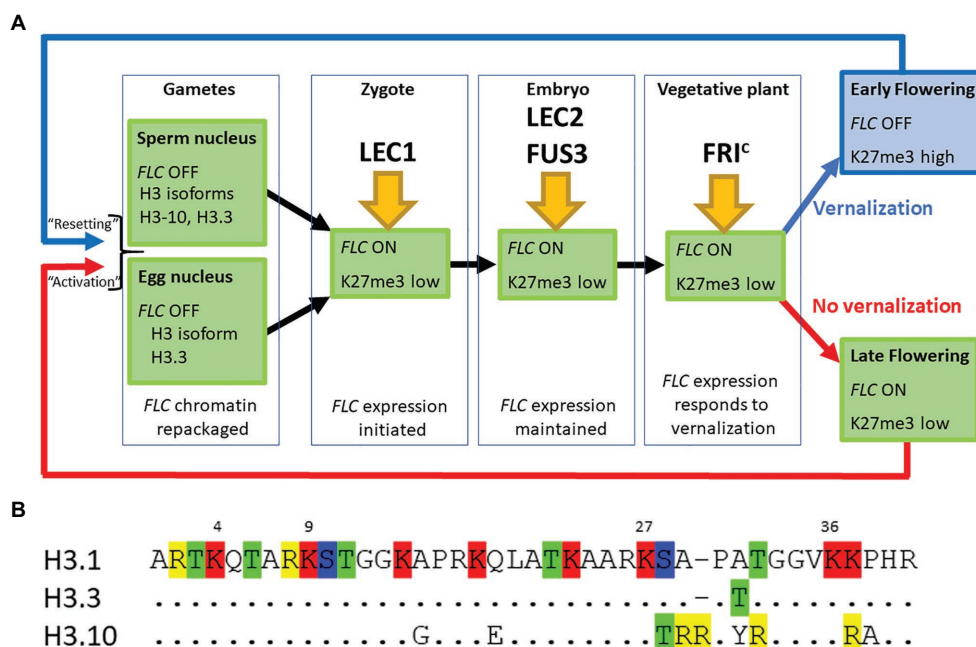 A
Gametes
Zygote
Embryo
Vegetative plant
Sperm nucleus
FLC OFF
H3 isoforms
H3-10, H3.3
Egg nucleus
FLC OFF
H3 isoform
H3.3
FLC chromatin
repackaged
LEC1
FLC ON
K27me3 low
FLC expression
initiated
LEC2
FUS3
FLC ON
K27me3 low
FLC expression
maintained
FRIᶜ
FLC ON
K27me3 low
FLC expression
responds to
vernalization
Early Flowering
FLC OFF
K27me3 high
Vernalization
No vernalization
Late Flowering
FLC ON
K27me3 low
"Resetting"
"Activation"
B
4 9 27 36
H3.1 ARTKQTARKSTGGKAPRKQLATKAARKSA-PATGGVKKPHR
H3.3 .............................-.T.........
H3.10 ..............G...E........TRR.YR....RA..